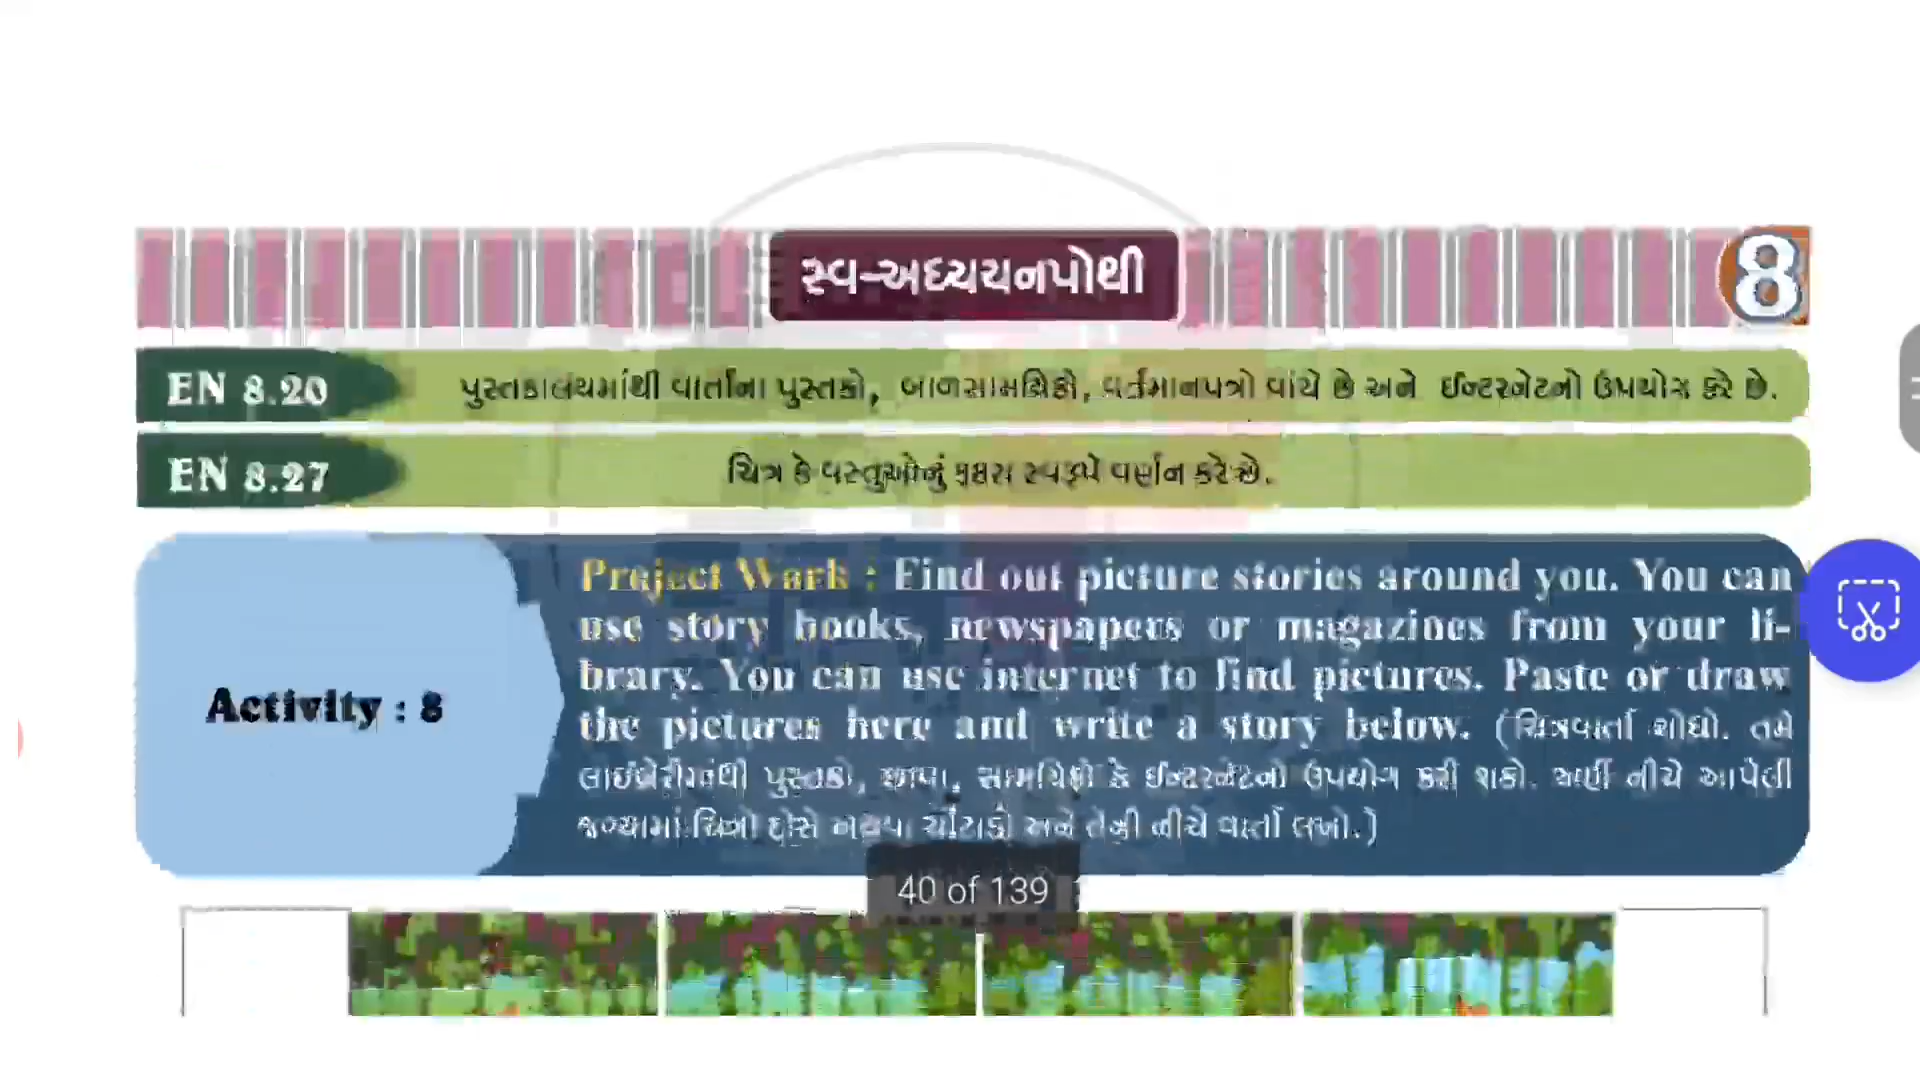 સ્વ-અધ્યયનપોથી
8
EN 8.20
પુસ્તકાલયમાંથી વાર્તાના પુસ્તકો, બાળસામયિકો, વર્તમાનપત્રો વાંચે છે અને ઈન્ટરનેટનો ઉપયોગ કરે છે.
EN 8.27
ચિત્ર કે વસ્તુઓનું સ્વરૂપે વર્ણન કરે છે.
Project Work : Find out picture stories around you. You can
use story books, newspapers or magazines from your li-
brary. You can use internet to find pictures. Paste or draw
Activity : 8
the pictures here and write a story below. (ચિત્રવાર્તા શોધો. તમે
લાઈબ્રેરીમાંથી પુસ્તકો, છાપા, સામયિકો કે ઈન્ટરનેટનો ઉપયોગ કરી શકો. અહીં નીચે આપેલી
જગ્યામાં ચિત્રો દોરો અથવા ચોંટાડો અને તેની નીચે વાર્તા લખો.)
40 of 139